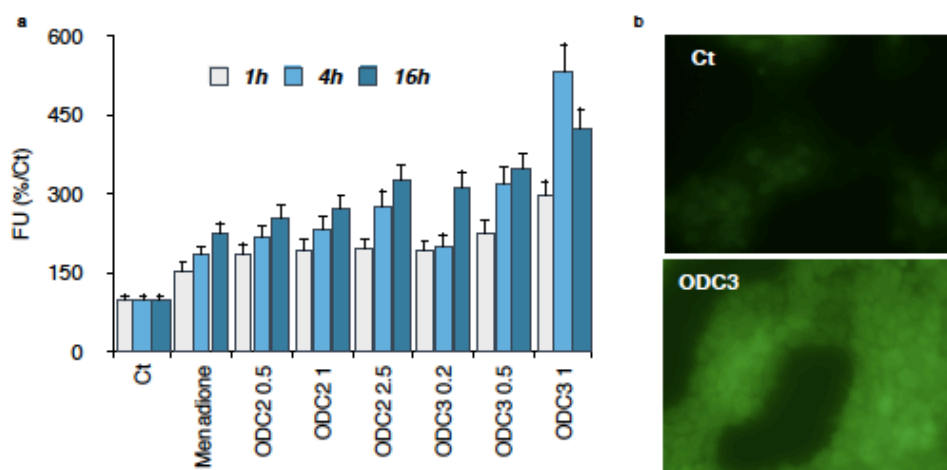 a
b
600
450
300
150
0
FU (%/Ct)
1h 4h 16h
Ct
Menadione
ODC2 0.5
ODC2 1
ODC2 2.5
ODC3 0.2
ODC3 0.5
ODC3 1
Ct
ODC3